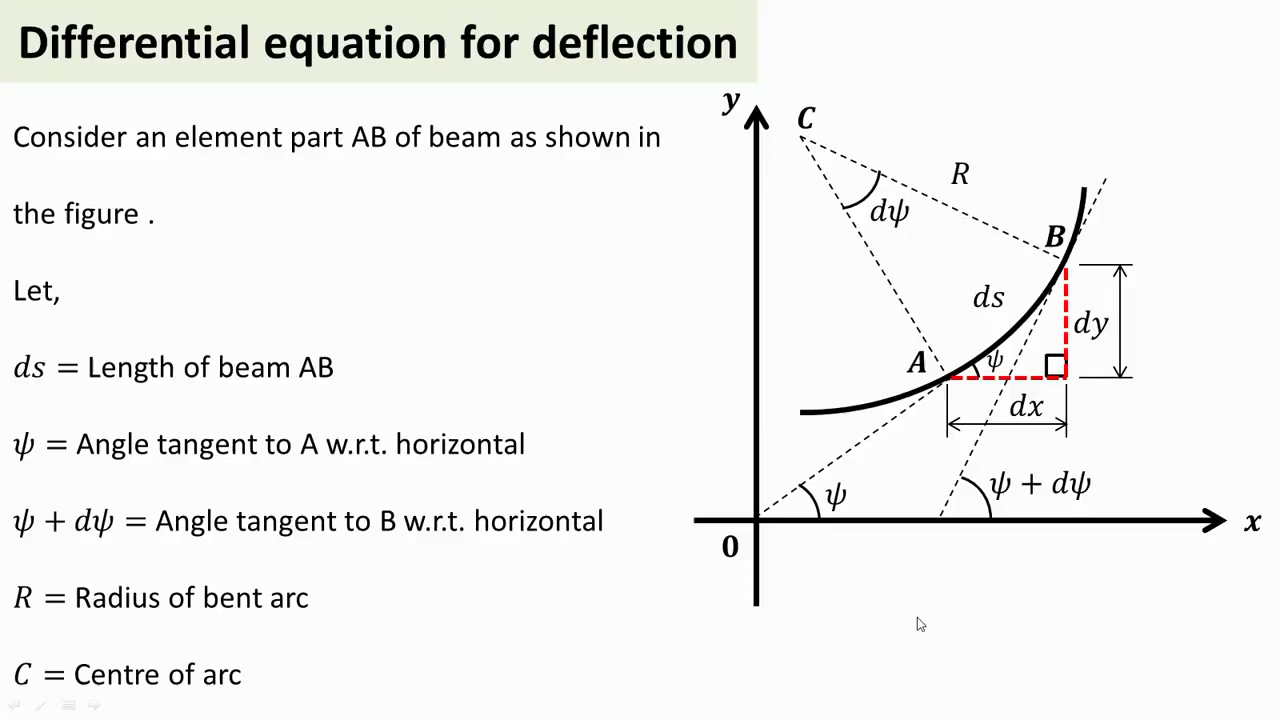 Differential equation for deflection
Consider an element part AB of beam as shown in
the figure .
Let,
ds = Length of beam AB
ψ = Angle tangent to A w.r.t. horizontal
ψ + dψ = Angle tangent to B w.r.t. horizontal
R = Radius of bent arc
C = Centre of arc
y
C
R
dψ
B
ds
dy
A
ψ
dx
ψ
ψ + dψ
0
x